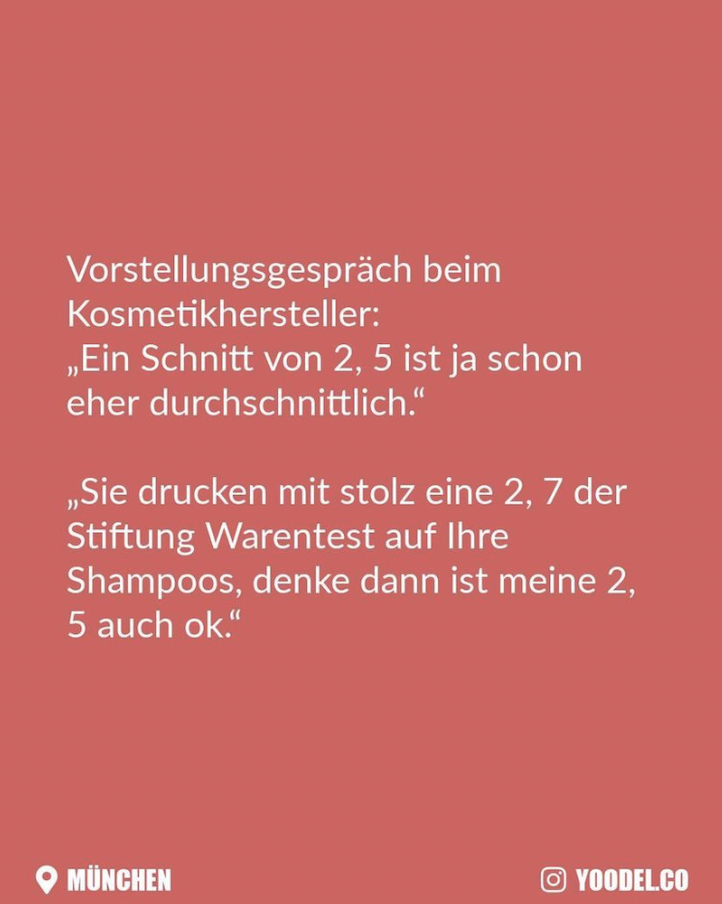 Vorstellungsgespräch beim
Kosmetikhersteller:
„Ein Schnitt von 2, 5 ist ja schon
eher durchschnittlich.“
„Sie drucken mit stolz eine 2, 7 der
Stiftung Warentest auf Ihre
Shampoos, denke dann ist meine 2,
5 auch ok.“
MÜNCHEN
YOODEL.CO